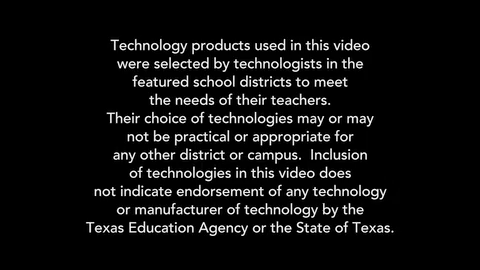 Technology products used in this video
were selected by technologists in the
featured school districts to meet
the needs of their teachers.
Their choice of technologies may or may
not be practical or appropriate for
any other district or campus.  Inclusion
of technologies in this video does
not indicate endorsement of any technology
or manufacturer of technology by the
Texas Education Agency or the State of Texas.